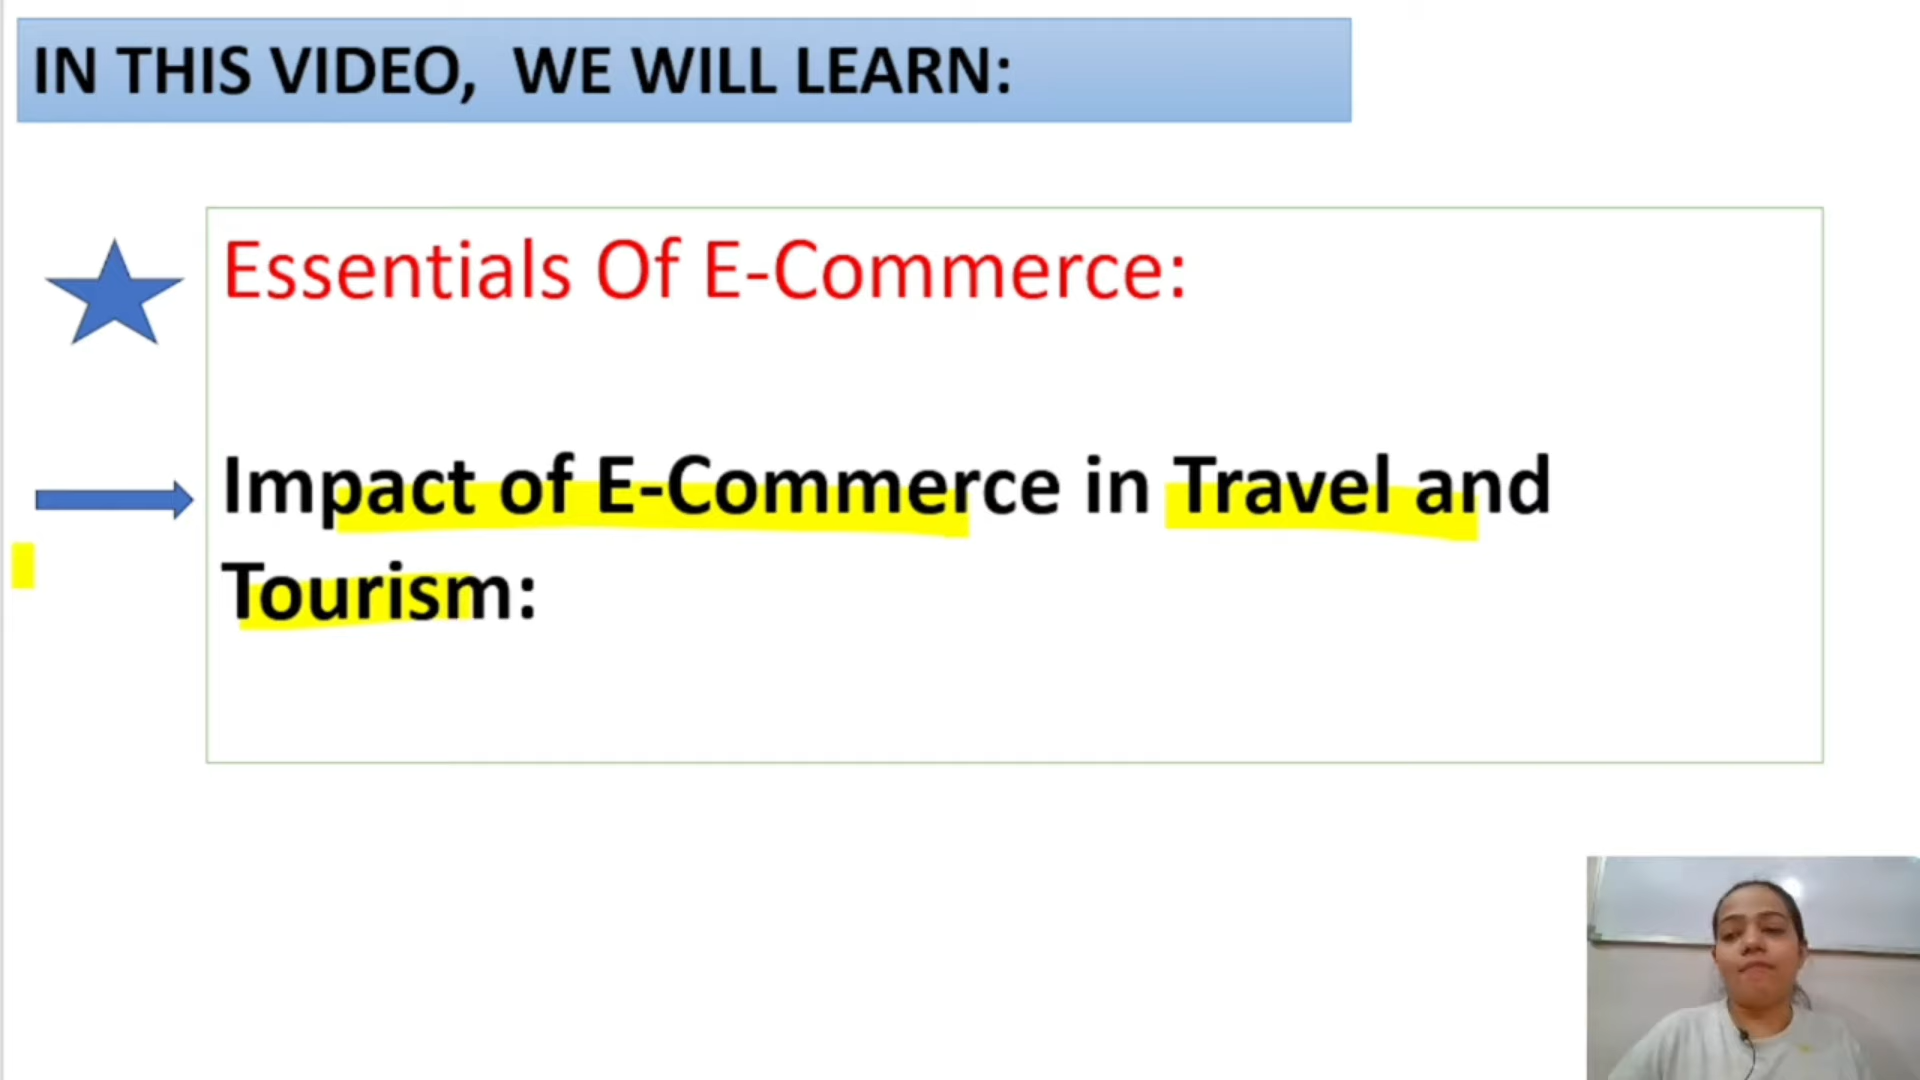 IN THIS VIDEO, WE WILL LEARN:
Essentials Of E-Commerce:
Impact of E-Commerce in Travel and
Tourism: